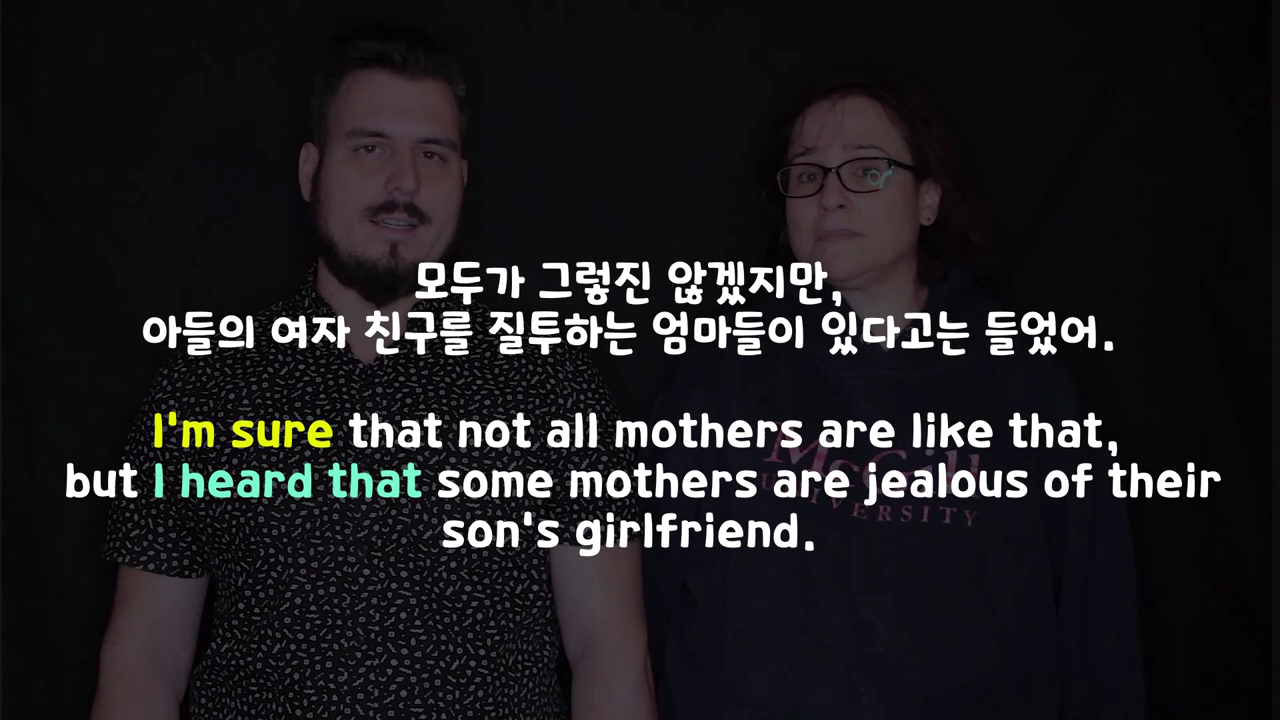 모두가 그렇진 않겠지만,
아들의 여자 친구를 질투하는 엄마들이 있다고는 들었어.
I'm sure that not all mothers are like that,
but I heard that some mothers are jealous of their
son's girlfriend.
McGill
UNIVERSITY